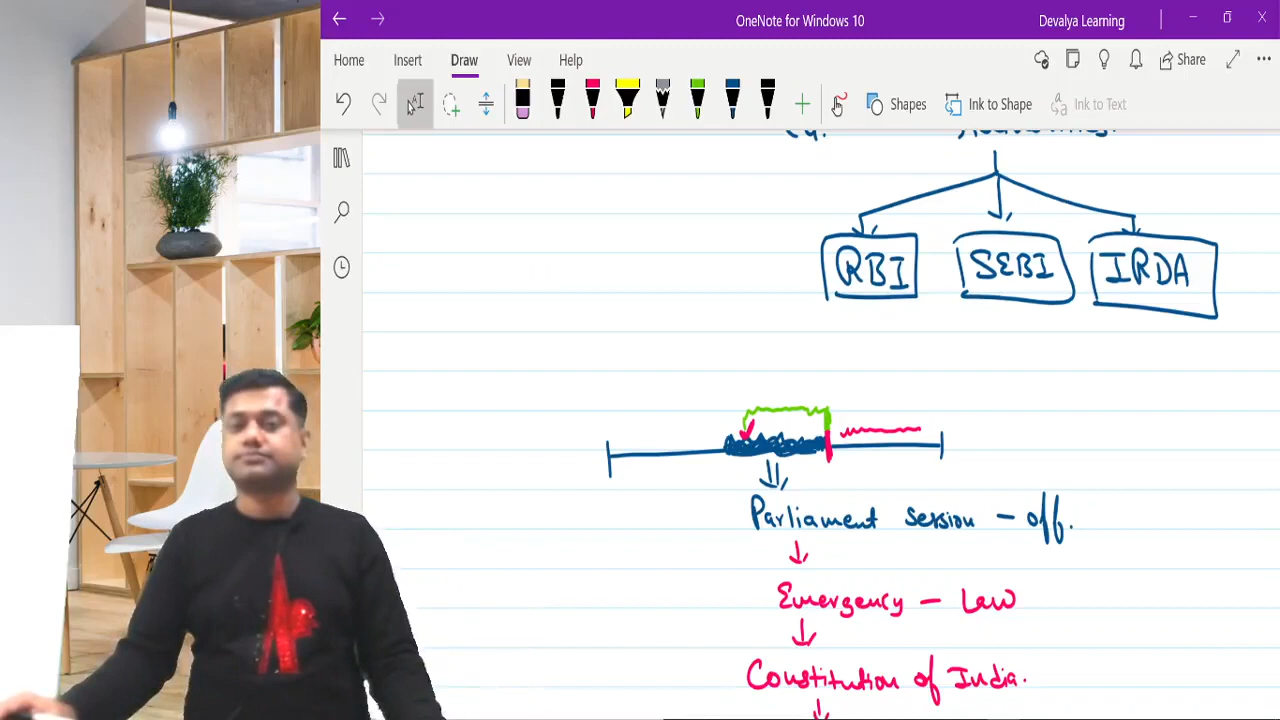 OneNote for Windows 10
Devalya Learning
Home Insert Draw View Help
Share
Shapes
Ink to Shape
Ink to Text
RBI SEBI IRDA
Parliament session - off.
Emergency - Law
Constitution of India.